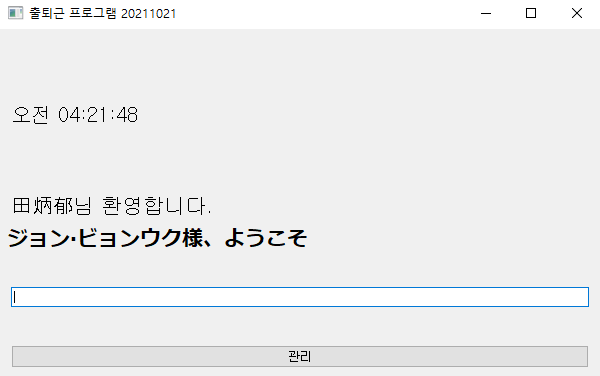 출퇴근 프로그램 20211021
오전 04:21:48
田炳郁님 환영합니다.
ジョン·ビョンウク様、ようこそ
관리